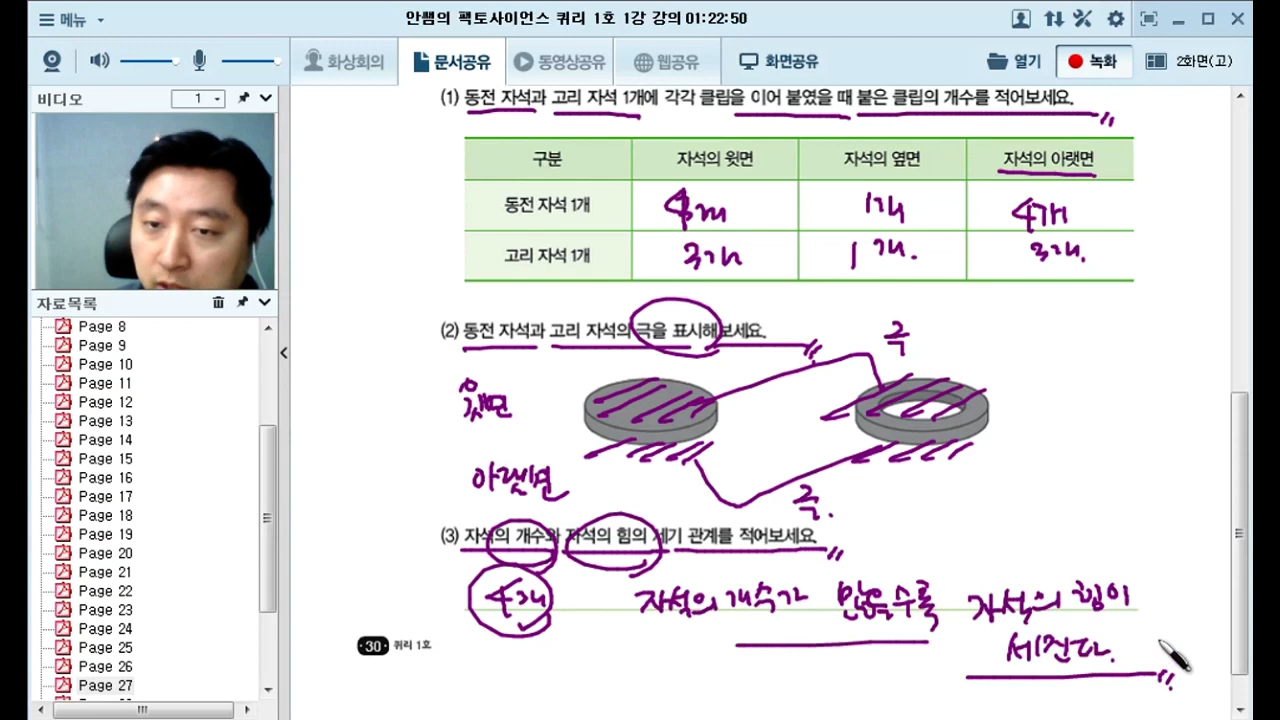 메뉴
안쌤의 팩토사이언스 퀴리 1호 1강 강의01:22:50
화상회의
문서공유
동영상공유
웹공유
화면공유
열기
녹화
2화면(고)
비디오
1
자료목록
Page 8
Page 9
Page 10
Page 11
Page 12
Page 13
Page 14
Page 15
Page 16
Page 17
Page 18
Page 19
Page 20
Page 21
Page 22
Page 23
Page 24
Page 25
Page 26
Page 27
(1) 동전 자석과 고리 자석 1개에 각각 클립을 이어 붙였을 때 붙은 클립의 개수를 적어보세요.
구분 자석의 윗면 자석의 옆면 자석의 아랫면
동전 자석 1개 4개 1개 4개
고리 자석 1개 3개 1개. 3개.
(2) 동전 자석과 고리 자석의 극을 표시해보세요.
극
윗면
아랫면
극.
(3) 자석의 개수와 자석의 힘의 세기 관계를 적어보세요.
4개 자석의 개수가 많을수록 자석의 힘이
세진다.
30 퀴리 1호